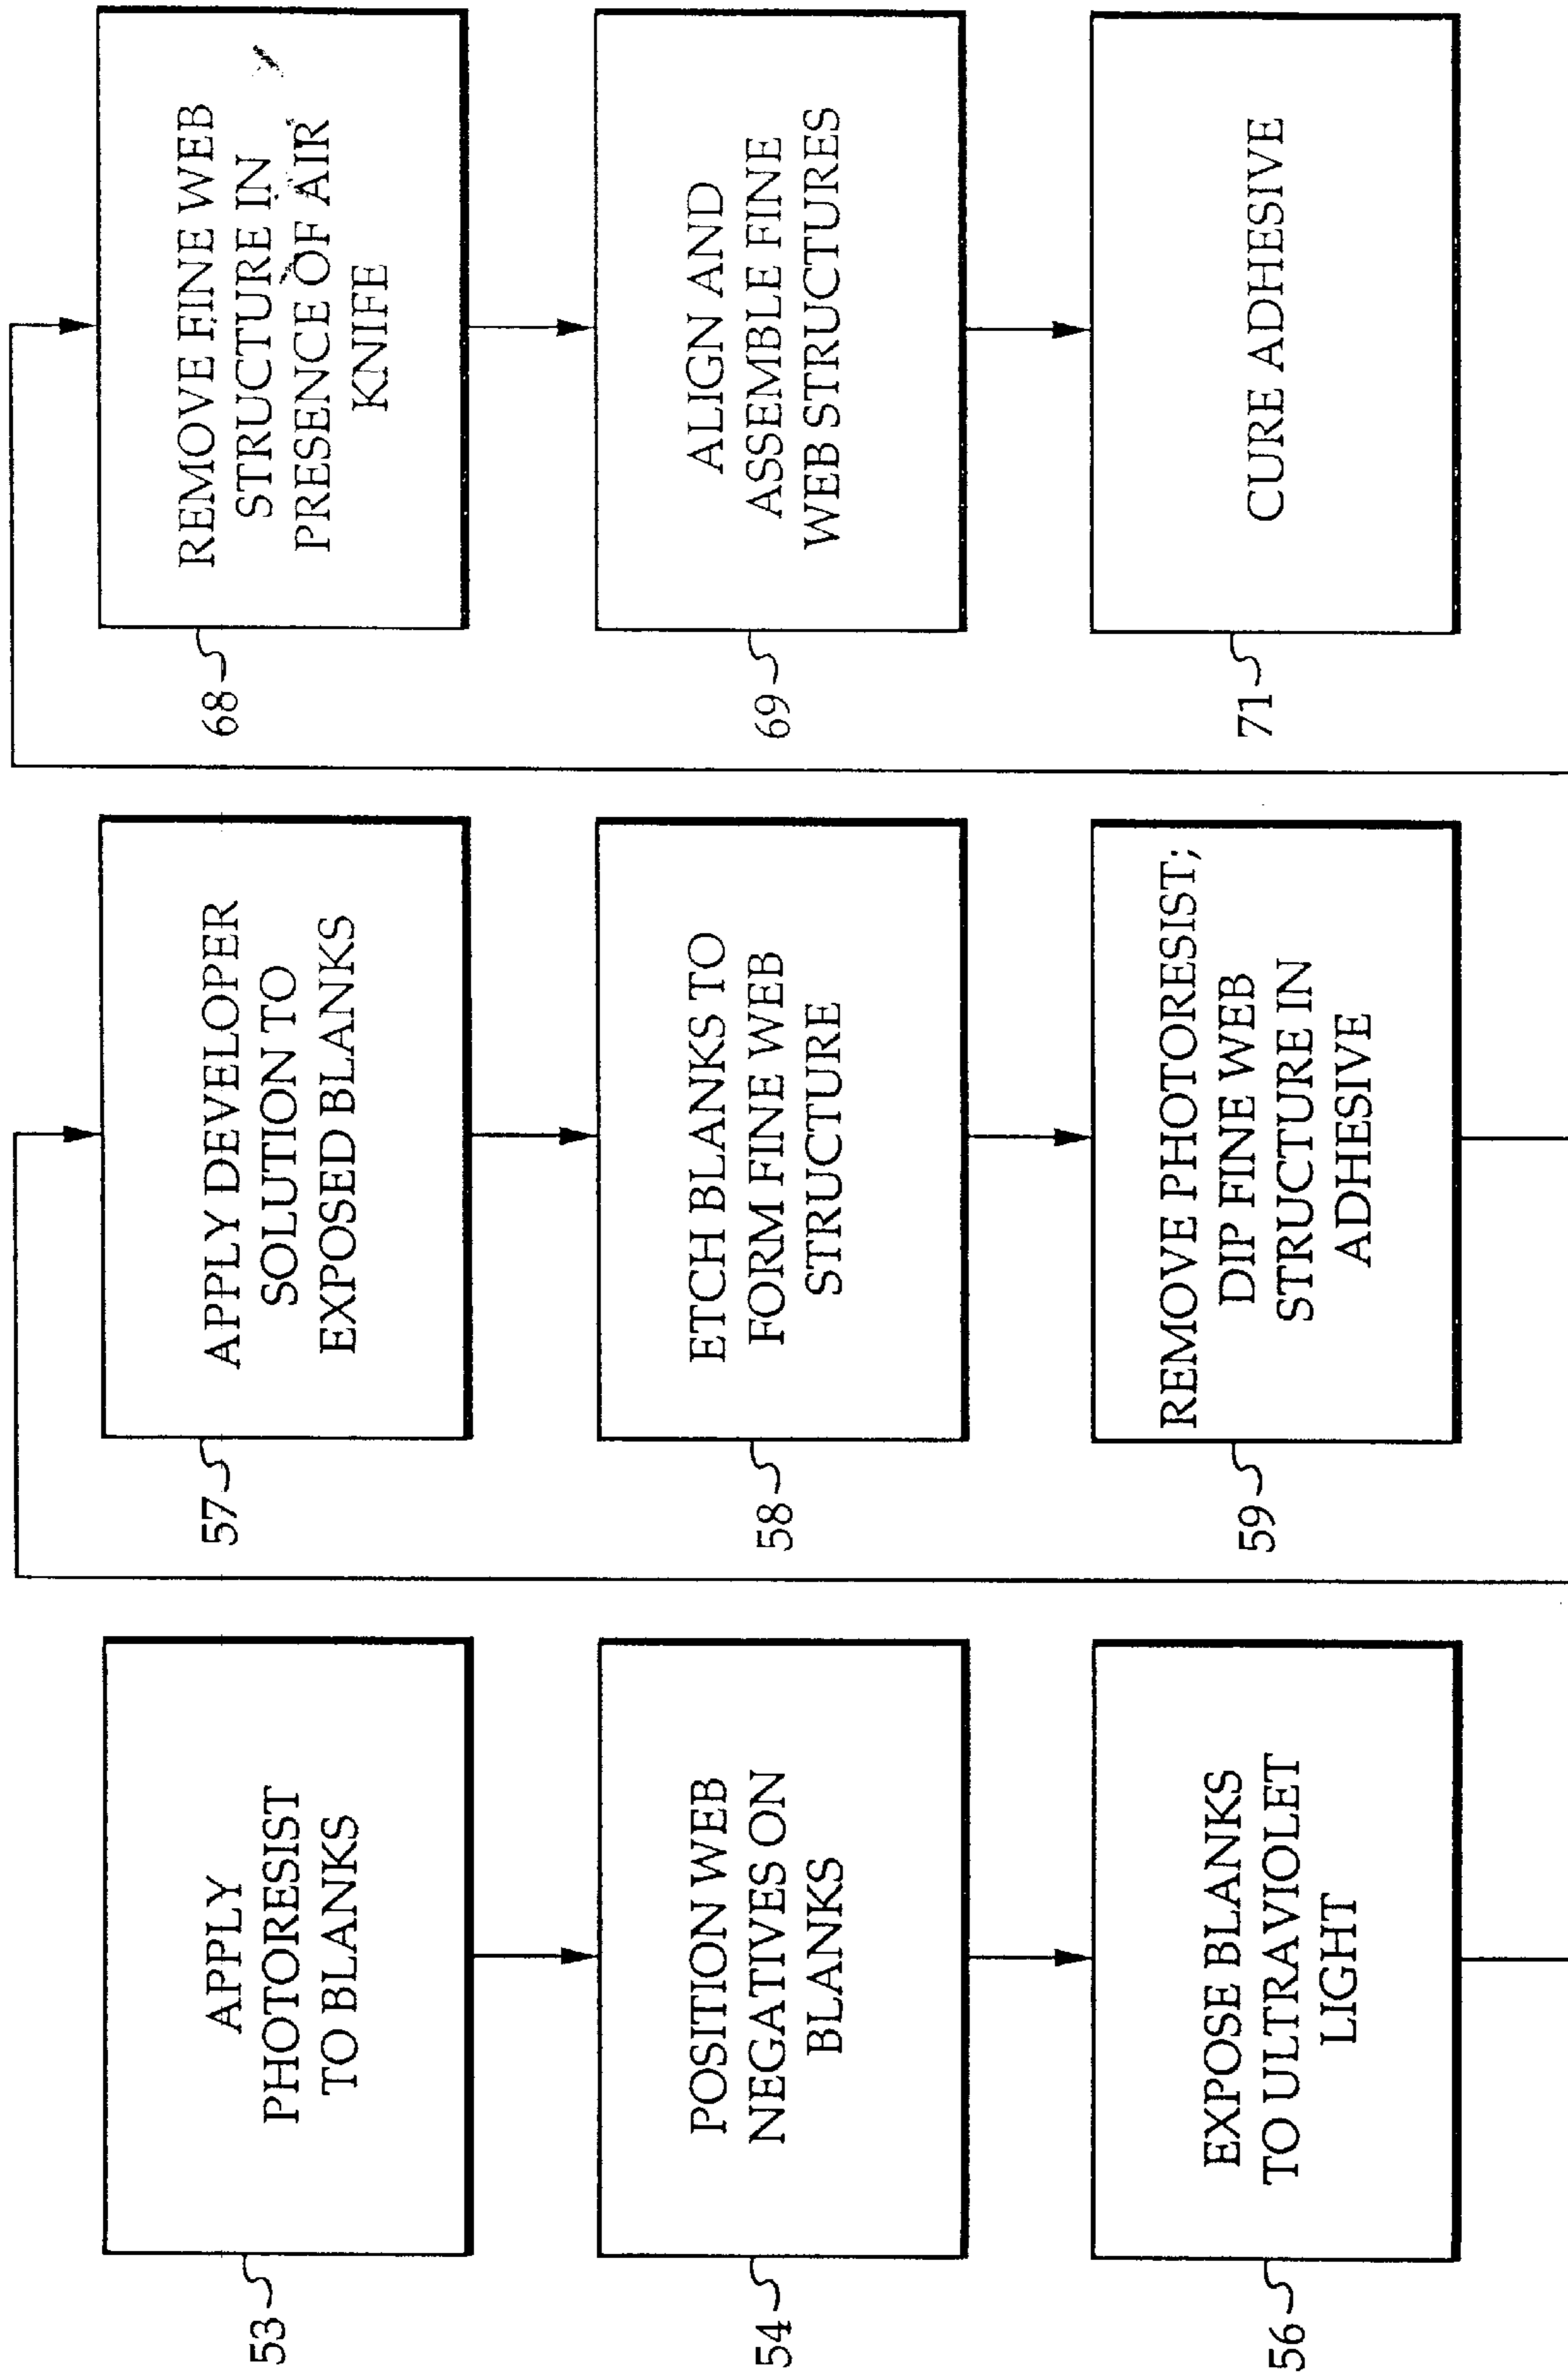 53
APPLY
PHOTORESIST
TO BLANKS
54
POSITION WEB
NEGATIVES ON
BLANKS
56
EXPOSE BLANKS
TO ULTRAVIOLET
LIGHT
57
APPLY DEVELOPER
SOLUTION TO
EXPOSED BLANKS
58
ETCH BLANKS TO
FORM FINE WEB
STRUCTURE
59
REMOVE PHOTORESIST;
DIP FINE WEB
STRUCTURE IN
ADHESIVE
68
REMOVE FINE WEB
STRUCTURE IN
PRESENCE OF AIR
KNIFE
69
ALIGN AND
ASSEMBLE FINE
WEB STRUCTURES
71
CURE ADHESIVE